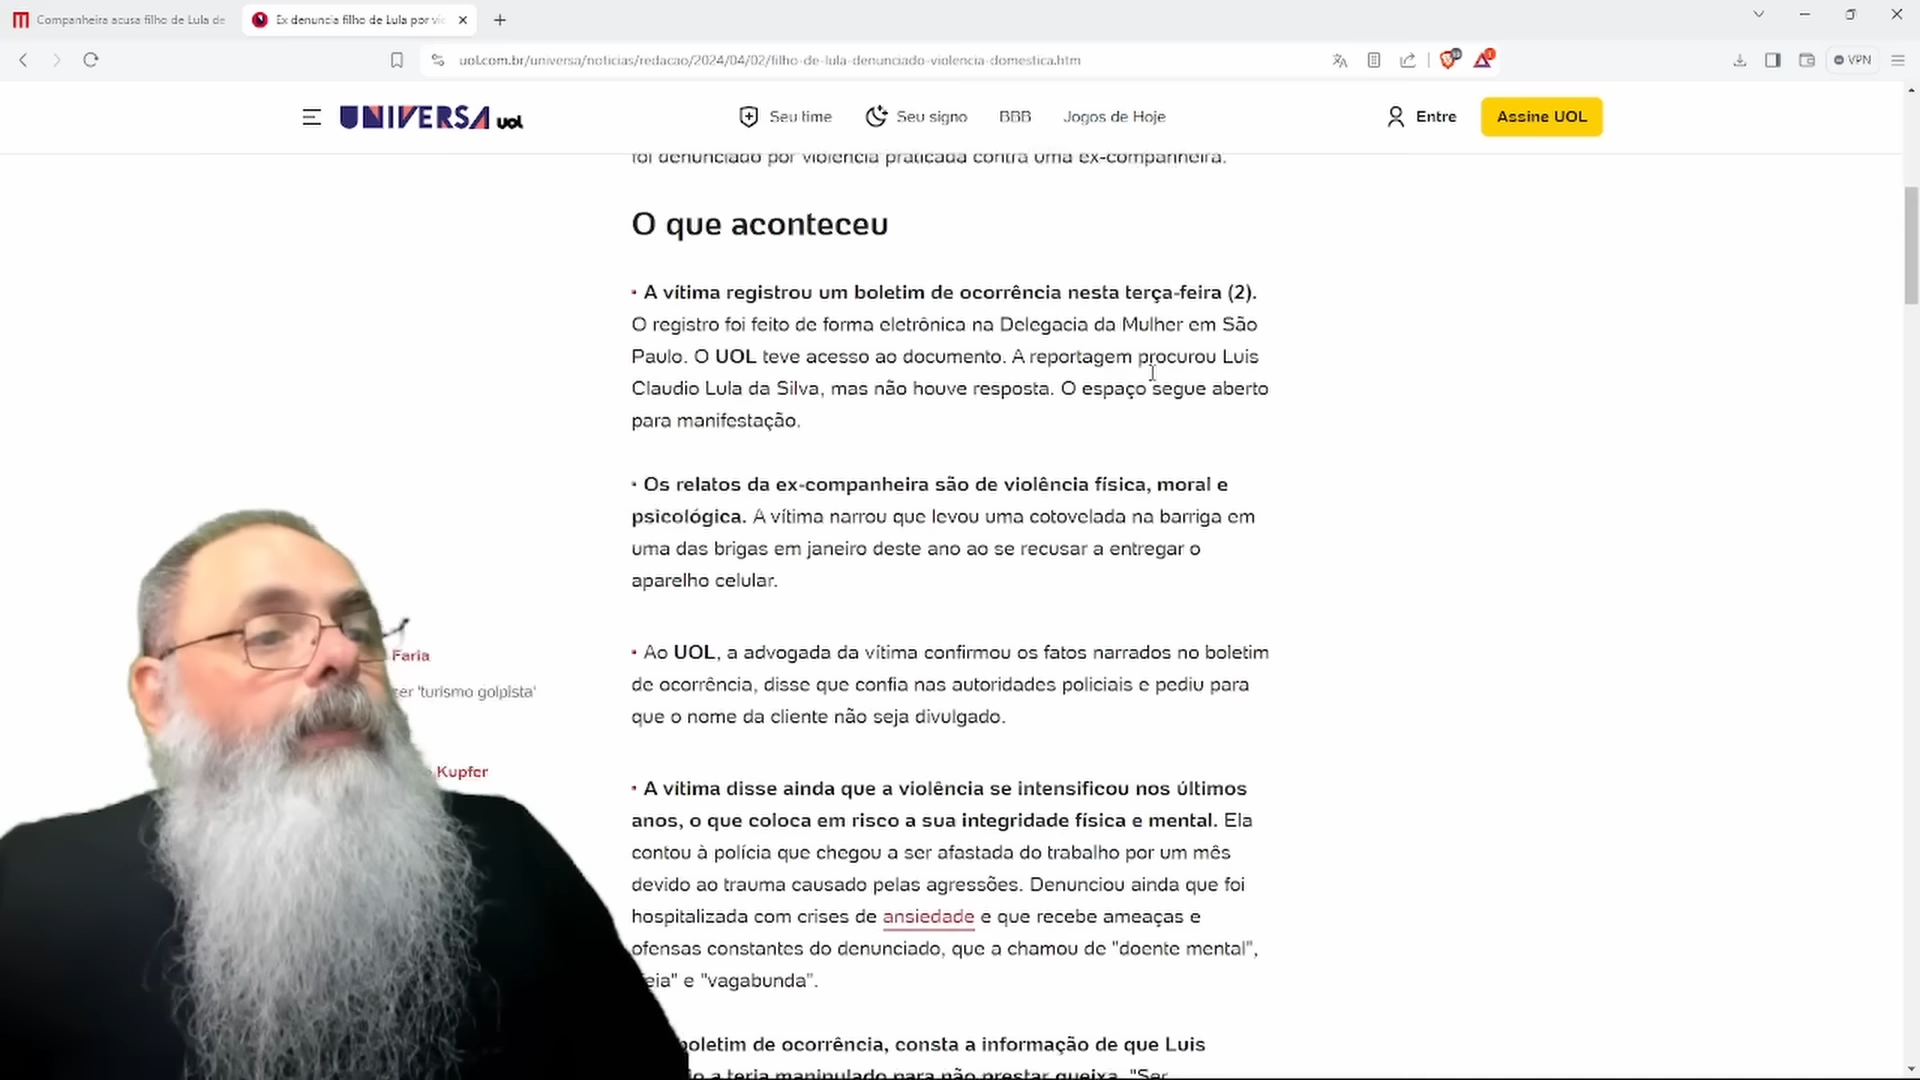 Companheira acusa filho de Lula de
Ex denuncia filho de Lula por vio
uol.com.br/universa/noticias/redacao/2024/04/02/filho-de-lula-denunciado-violencia-domestica.htm
VPN
UNIVERSA uol
Seu time
Seu signo
BBB
Jogos de Hoje
Entre
Assine UOL
foi denunciado por violência praticada contra uma ex-companheira.
O que aconteceu
· A vítima registrou um boletim de ocorrência nesta terça-feira (2).
O registro foi feito de forma eletrônica na Delegacia da Mulher em São
Paulo. O UOL teve acesso ao documento. A reportagem procurou Luis
Claudio Lula da Silva, mas não houve resposta. O espaço segue aberto
para manifestação.
· Os relatos da ex-companheira são de violência física, moral e
psicológica. A vítima narrou que levou uma cotovelada na barriga em
uma das brigas em janeiro deste ano ao se recusar a entregar o
aparelho celular.
Faria
'turismo golpista'
· Ao UOL, a advogada da vítima confirmou os fatos narrados no boletim
de ocorrência, disse que confia nas autoridades policiais e pediu para
que o nome da cliente não seja divulgado.
Kupfer
· A vítima disse ainda que a violência se intensificou nos últimos
anos, o que coloca em risco a sua integridade física e mental. Ela
contou à polícia que chegou a ser afastada do trabalho por um mês
devido ao trauma causado pelas agressões. Denunciou ainda que foi
hospitalizada com crises de ansiedade e que recebe ameaças e
ofensas constantes do denunciado, que a chamou de "doente mental",
eia" e "vagabunda".
boletim de ocorrência, consta a informação de que Luis
a teria manipulado para não prestar queixa. "Ser